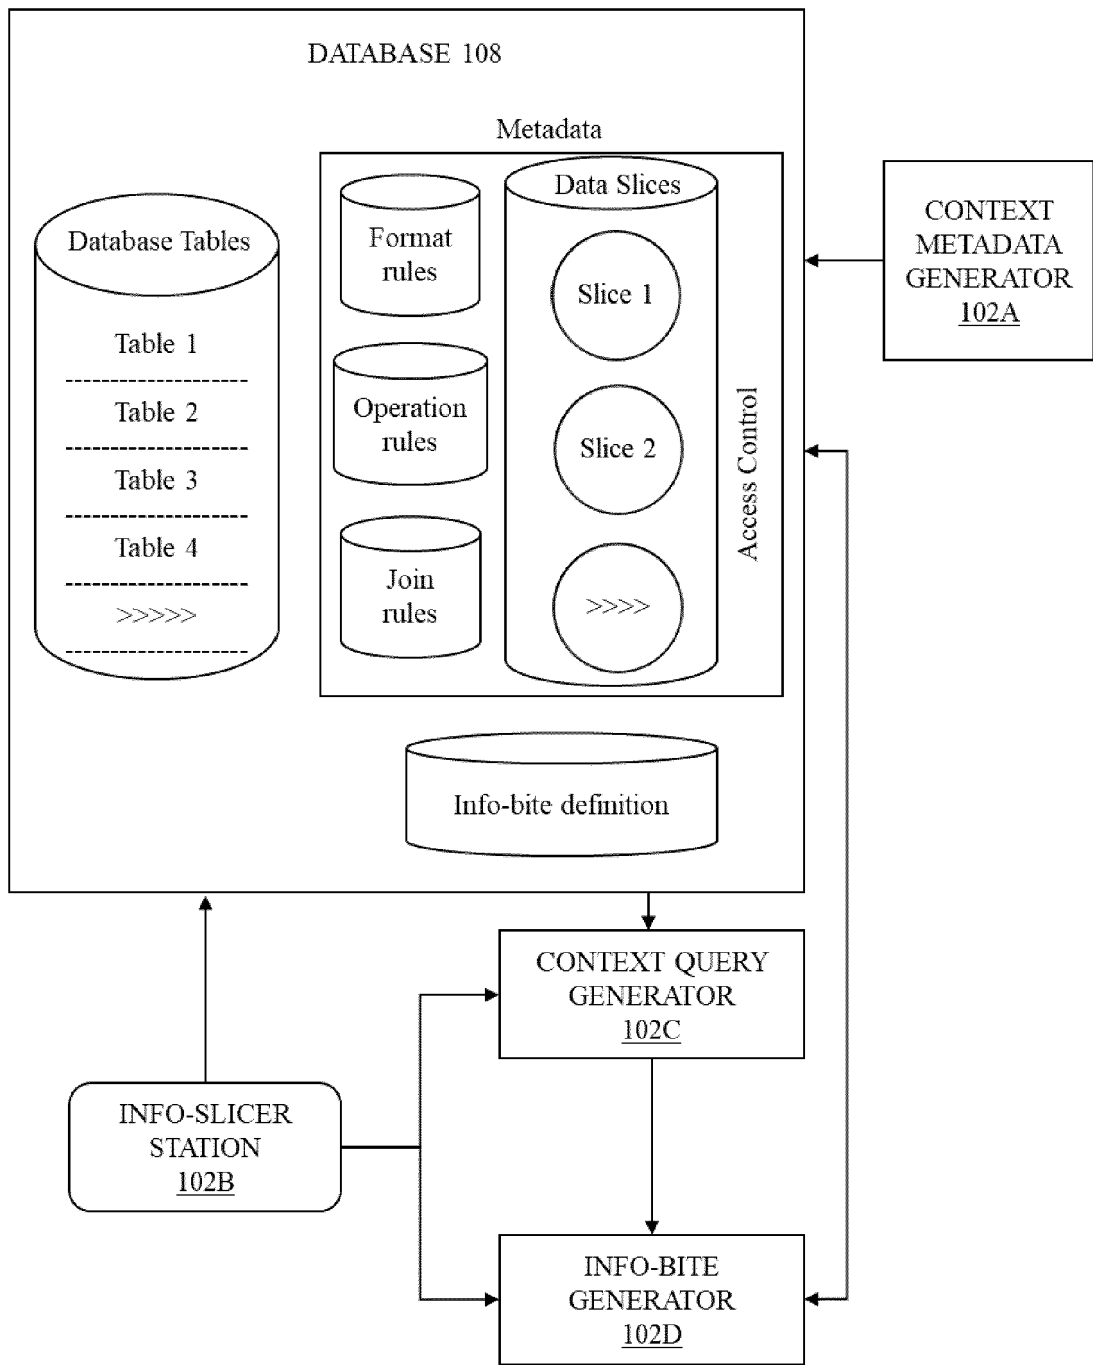 DATABASE 108
Metadata
Database Tables
Table 1
Table 2
Table 3
Table 4
>>>>>
Format
rules
Operation
rules
Join
rules
Data Slices
Slice 1
Slice 2
>>>>
Access Control
Info-bite definition
CONTEXT
METADATA
GENERATOR
102A
CONTEXT QUERY
GENERATOR
102C
INFO-SLICER
STATION
102B
INFO-BITE
GENERATOR
102D